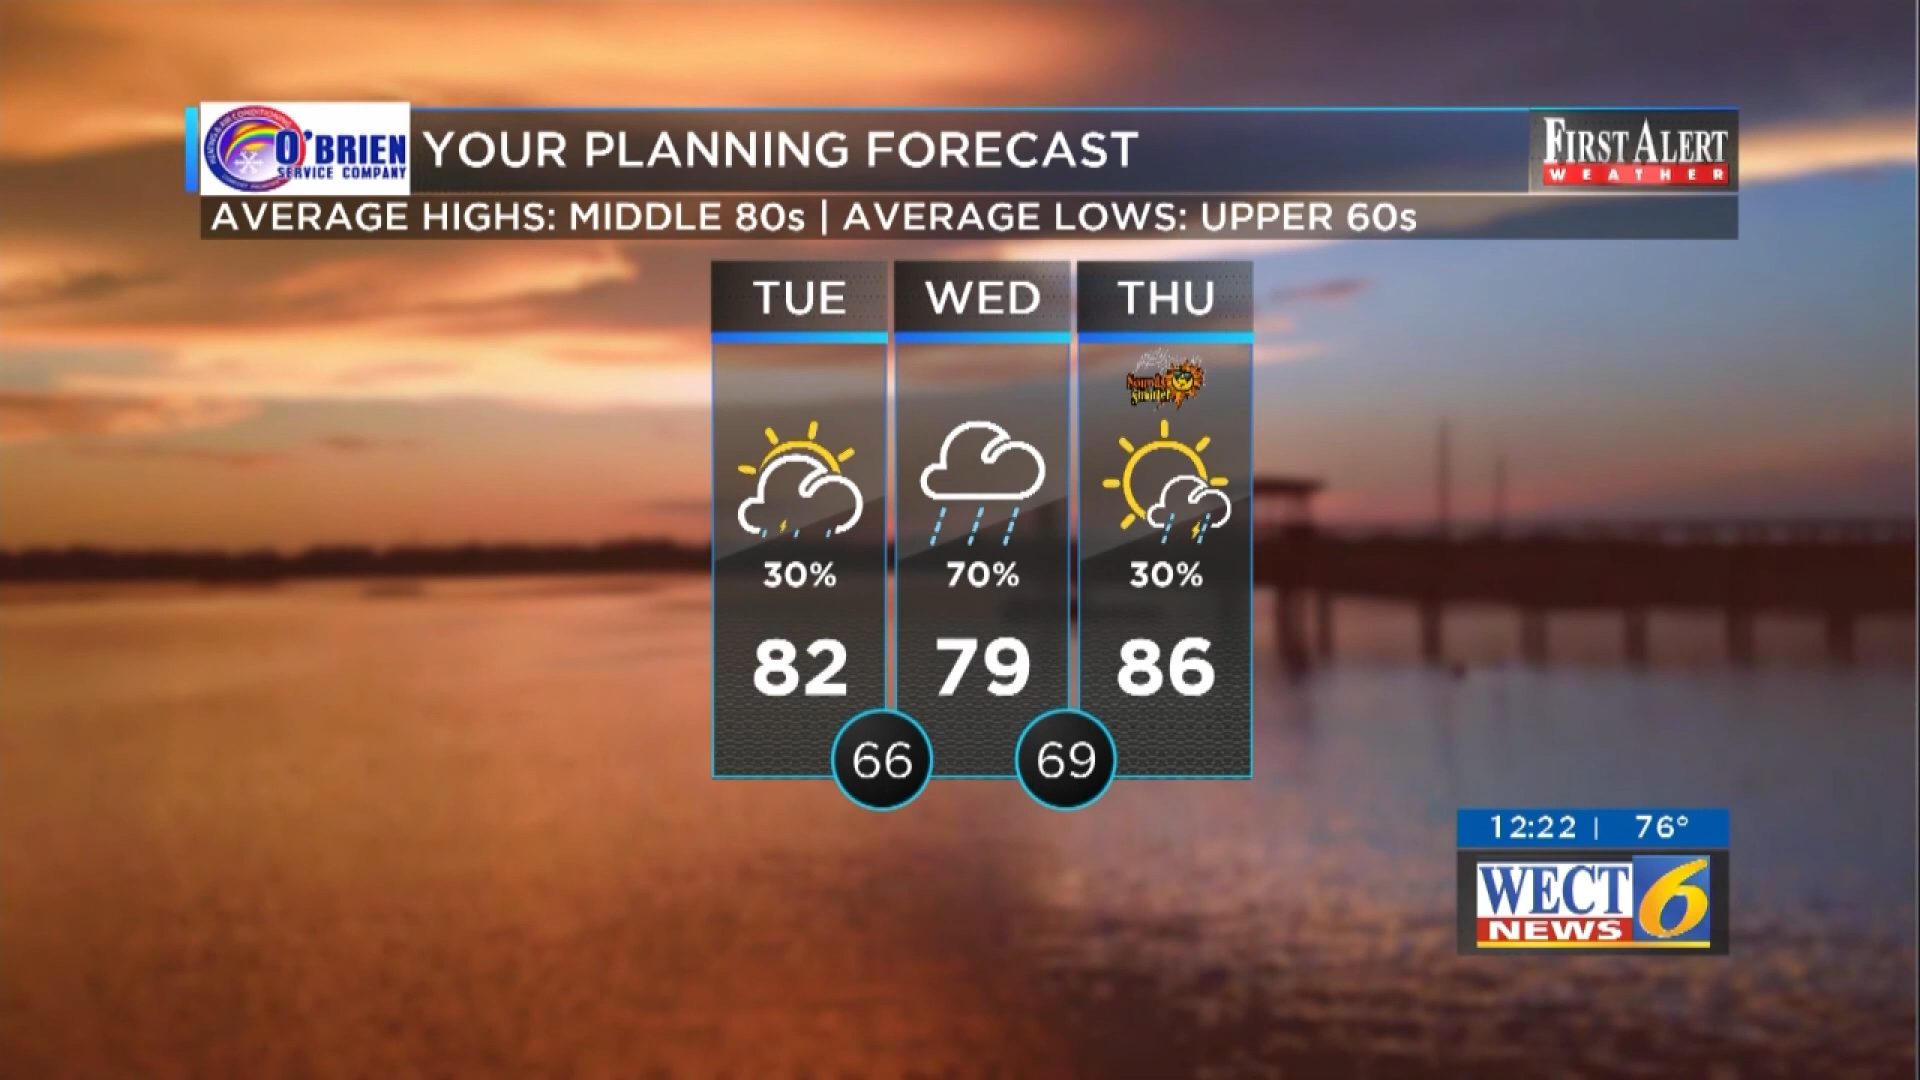 O'BRIEN
SERVICE COMPANY
YOUR PLANNING FORECAST
FIRST ALERT
WEATHER
AVERAGE HIGHS: MIDDLE 80s | AVERAGE LOWS: UPPER 60s
TUE WED THU
30% 70% 30%
82 79 86
66 69
12:22 | 76°
WECT 6
NEWS